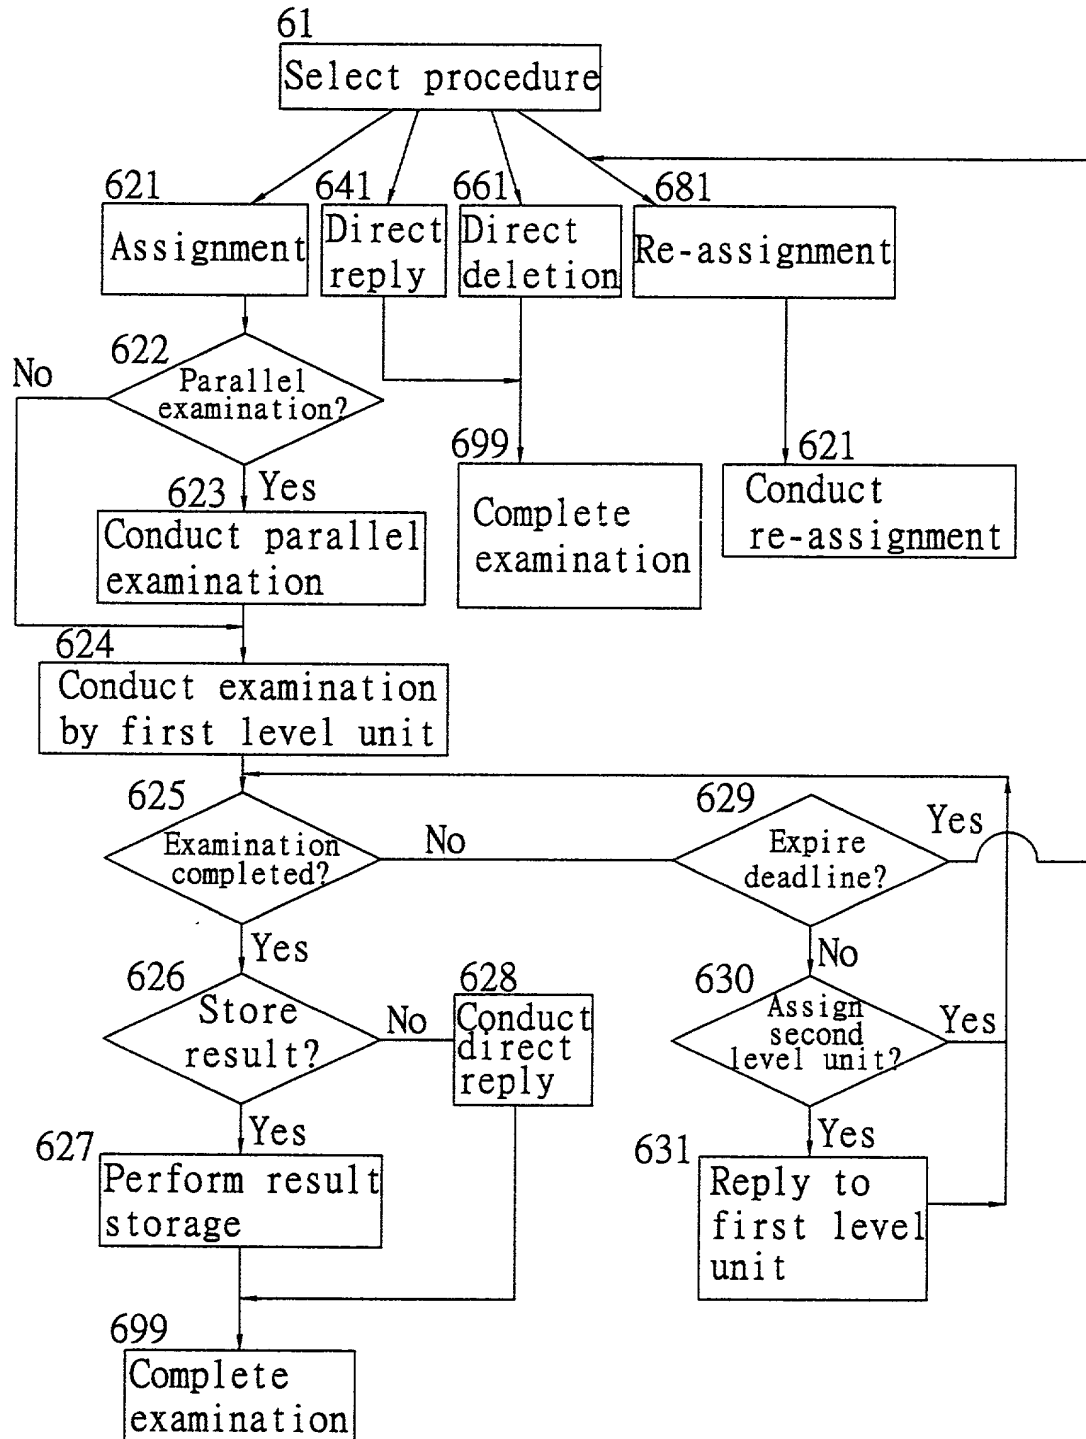 61
Select procedure
621
Assignment
641
Direct
reply
661
Direct
deletion
681
Re-assignment
622
No
Parallel
examination?
Yes
623
Conduct parallel
examination
699
Complete
examination
621
Conduct
re-assignment
624
Conduct examination
by first level unit
625
Examination
completed?
No
629
Expire
deadline?
Yes
Yes
No
626
Store
result?
No
628
Conduct
direct
reply
630
Assign
second
level unit?
Yes
Yes
627
Perform result
storage
Yes
631
Reply to
first level
unit
699
Complete
examination